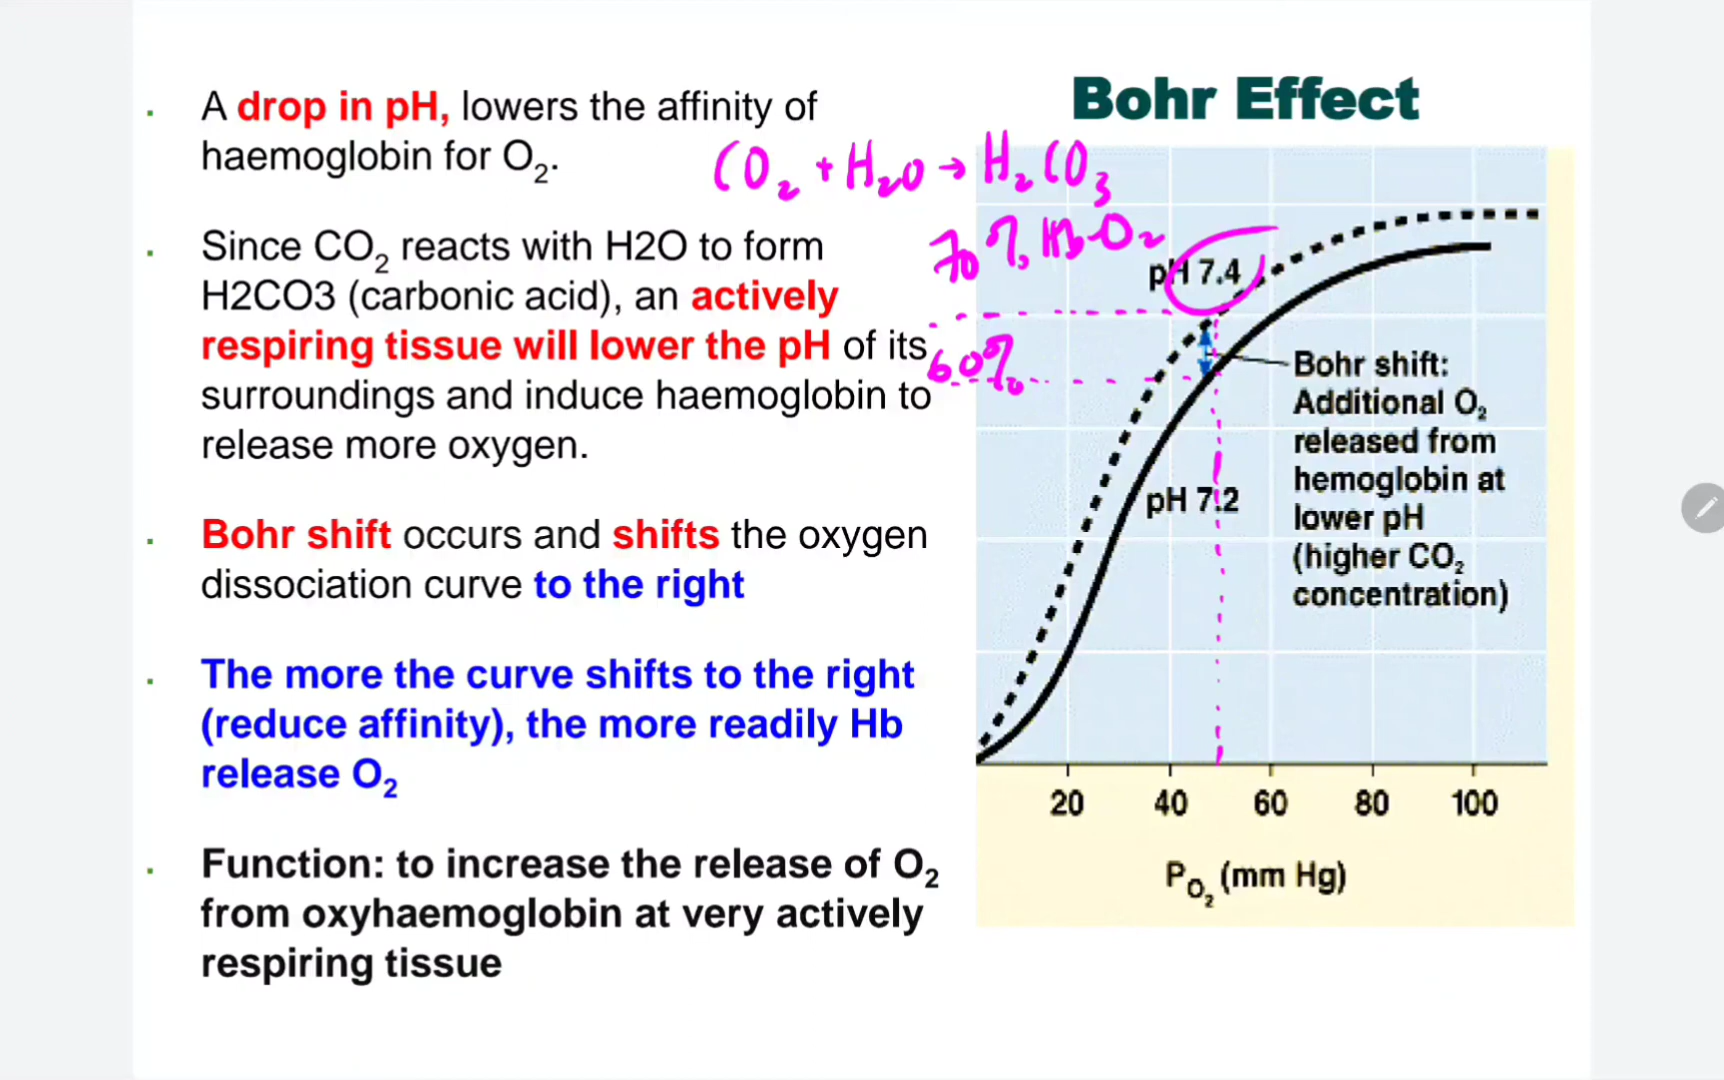 Bohr Effect
· A drop in pH, lowers the affinity of
haemoglobin for O₂.
· Since CO₂ reacts with H2O to form
H2CO3 (carbonic acid), an actively
respiring tissue will lower the pH of its
surroundings and induce haemoglobin to
release more oxygen.
· Bohr shift occurs and shifts the oxygen
dissociation curve to the right
· The more the curve shifts to the right
(reduce affinity), the more readily Hb
release O₂
· Function: to increase the release of O₂
from oxyhaemoglobin at very actively
respiring tissue
CO₂ + H₂O → H₂CO₃
70% HbO₂
60%
pH 7.4
Bohr shift:
Additional O₂
released from
hemoglobin at
lower pH
(higher CO₂
concentration)
pH 7.2
20 40 60 80 100
PO₂ (mm Hg)